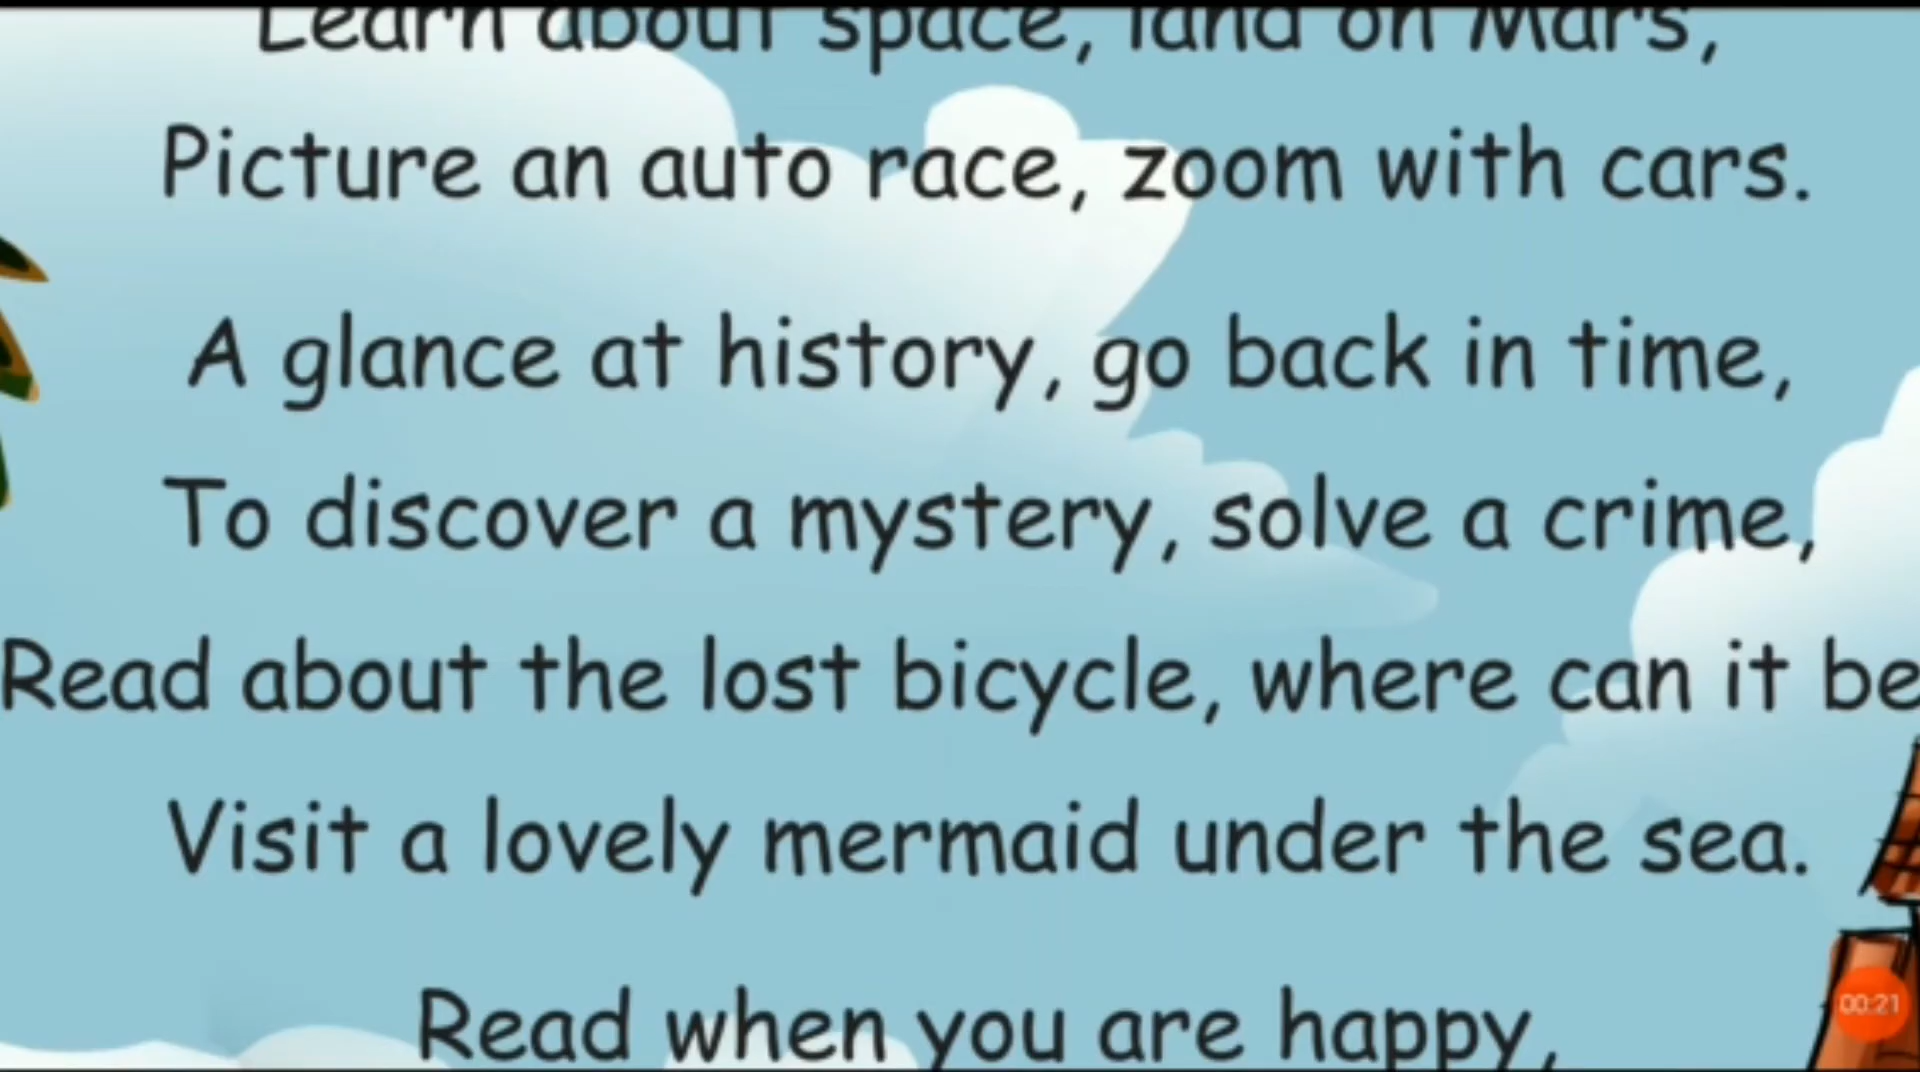 Learn about space, land on Mars,
Picture an auto race, zoom with cars.
A glance at history, go back in time,
To discover a mystery, solve a crime,
Read about the lost bicycle, where can it be
Visit a lovely mermaid under the sea.
Read when you are happy,
00:21